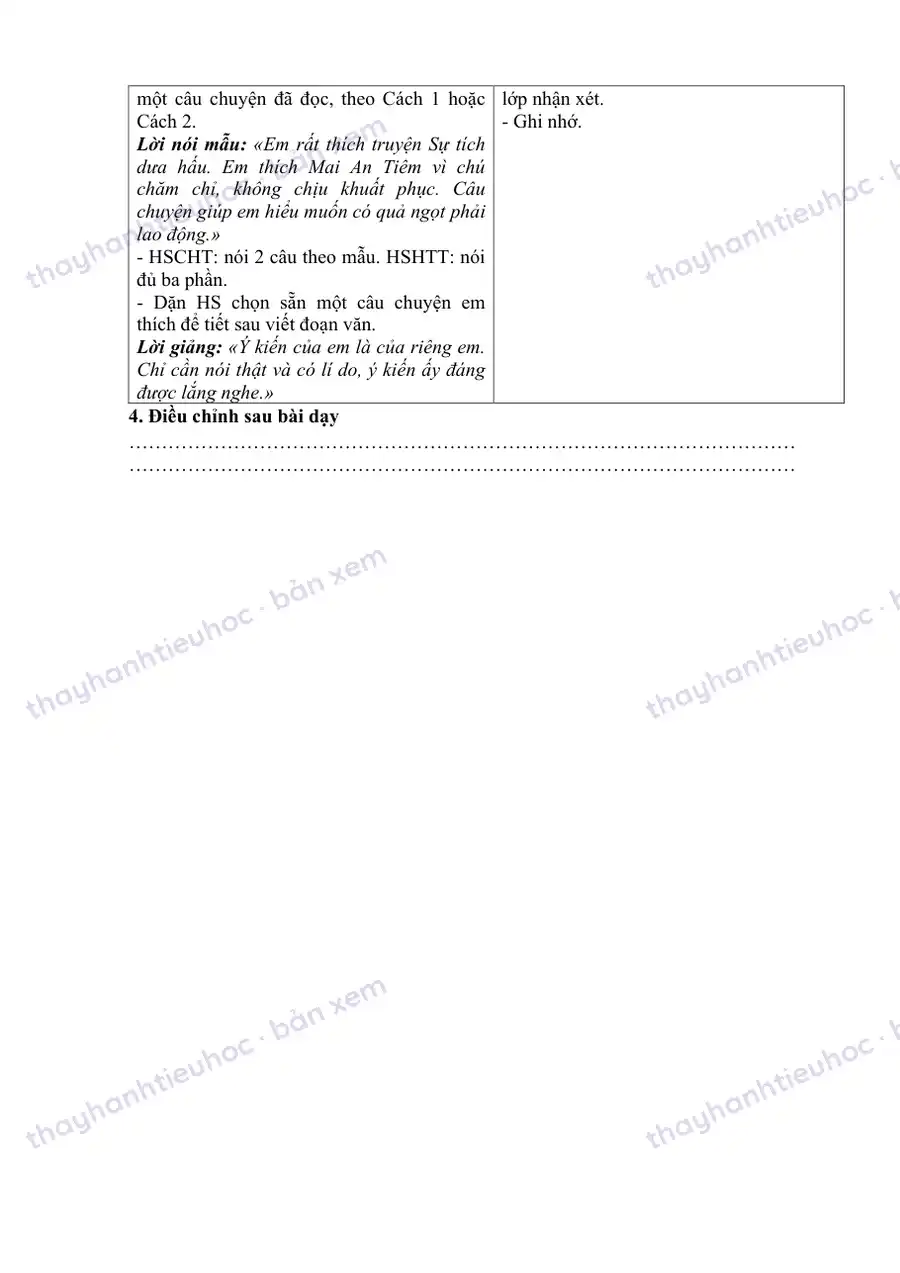 một câu chuyện đã đọc, theo Cách 1 hoặc
Cách 2.
Lời nói mẫu: «Em rất thích truyện Sự tích
dưa hấu. Em thích Mai An Tiêm vì chú
chăm chỉ, không chịu khuất phục. Câu
chuyện giúp em hiểu muốn có quả ngọt phải
lao động.»
- HSCHT: nói 2 câu theo mẫu. HSHTT: nói
đủ ba phần.
- Dặn HS chọn sẵn một câu chuyện em
thích để tiết sau viết đoạn văn.
Lời giảng: «Ý kiến của em là của riêng em.
Chỉ cần nói thật và có lí do, ý kiến ấy đáng
được lắng nghe.»
lớp nhận xét.
- Ghi nhớ.
4. Điều chỉnh sau bài dạy
…………………………………………………………………………………………
…………………………………………………………………………………………
thayhanhtieuhoc · bản xem
thayhanhtieuhoc · b
thayhanhtieuhoc · bản xem
thayhanhtieuhoc · b
thayhanhtieuhoc · bản xem
thayhanhtieuhoc · b